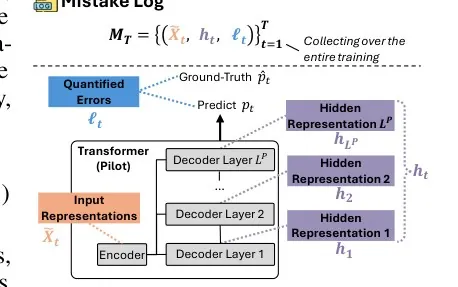 Mistake Log
M_T = {(X̃_t, h_t, ℓ_t)}_{t=1}^T
Collecting over the
entire training
Quantified
Errors
ℓ_t
Ground-Truth p̂_t
Predict p_t
Transformer
(Pilot)
Decoder Layer L^P
...
Decoder Layer 2
Decoder Layer 1
Encoder
Input
Representations
X̃_t
Hidden
Representation L^P
h_{L^P}
Hidden
Representation 2
h_2
Hidden
Representation 1
h_1
h_t